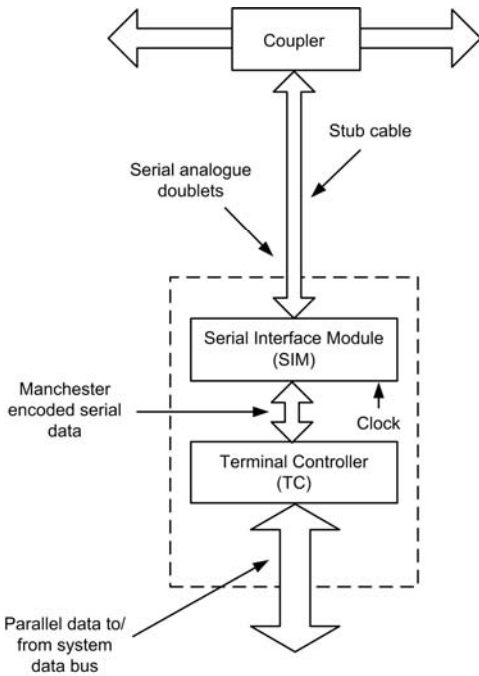 Coupler
Stub cable
Serial analogue
doublets
Serial Interface Module
(SIM)
Manchester
encoded serial
data
Clock
Terminal Controller
(TC)
Parallel data to/
from system
data bus